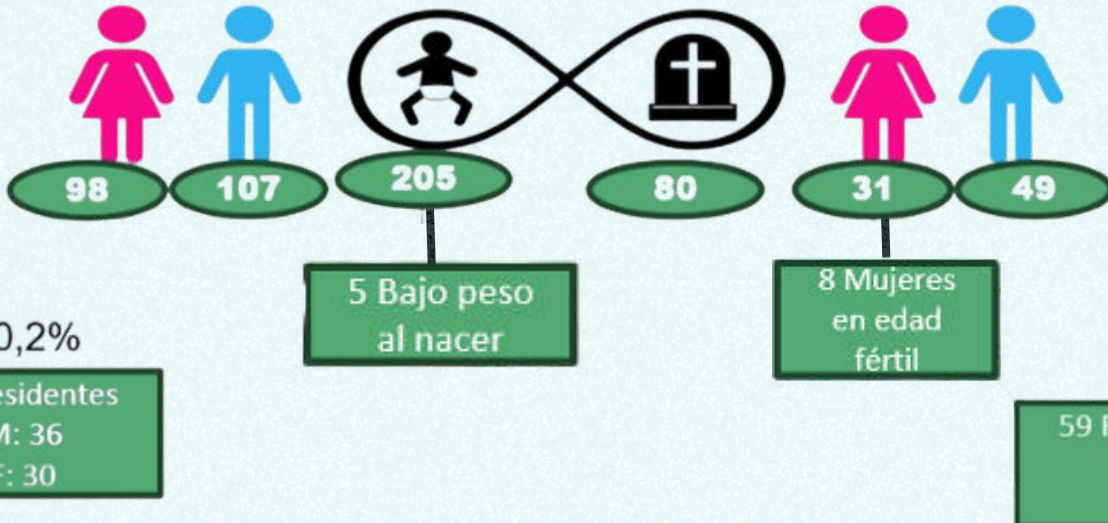 98
107
205
80
31
49
5 Bajo peso
al nacer
8 Mujeres
en edad
fértil
0,2%
esidentes
M: 36
F: 30
59